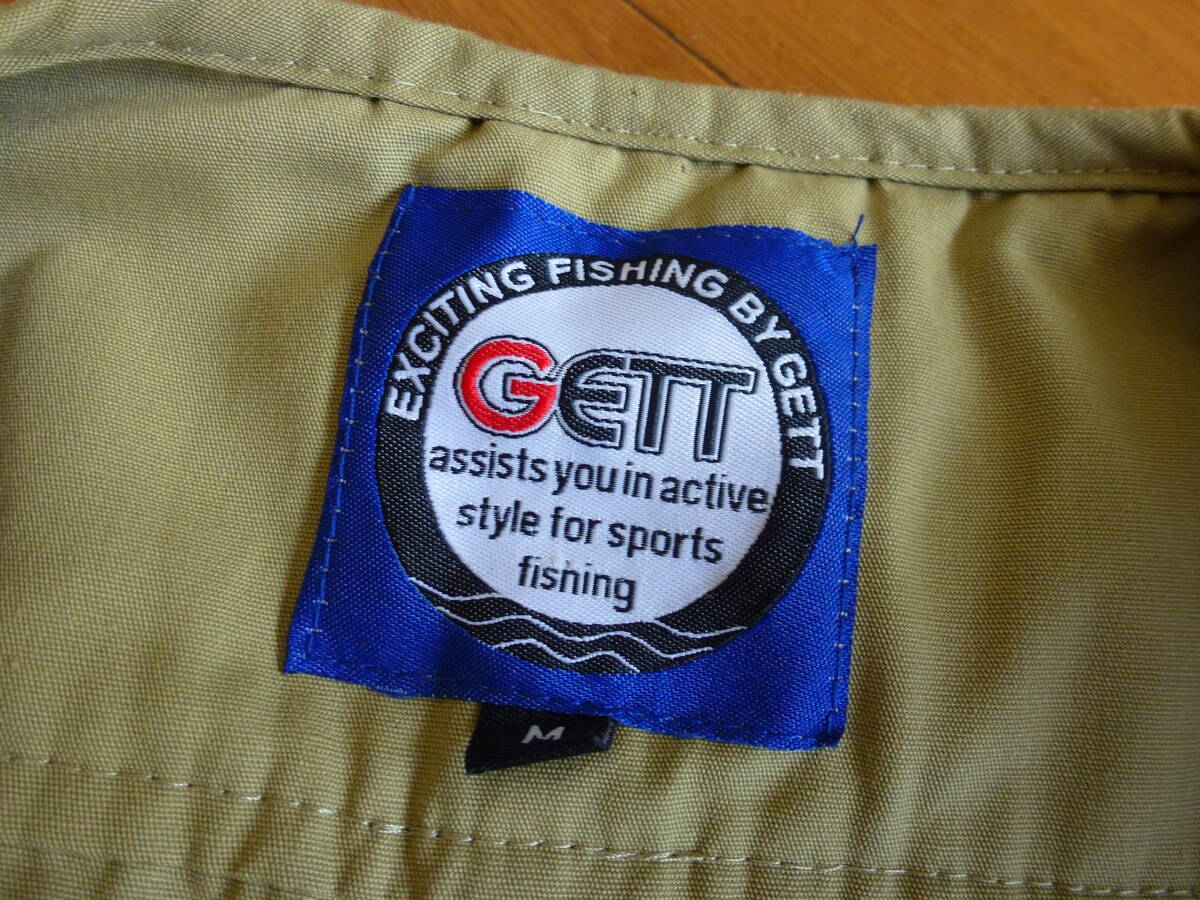 EXCITING FISHING BY GETT
GETT
assists you in active
style for sports
fishing
M